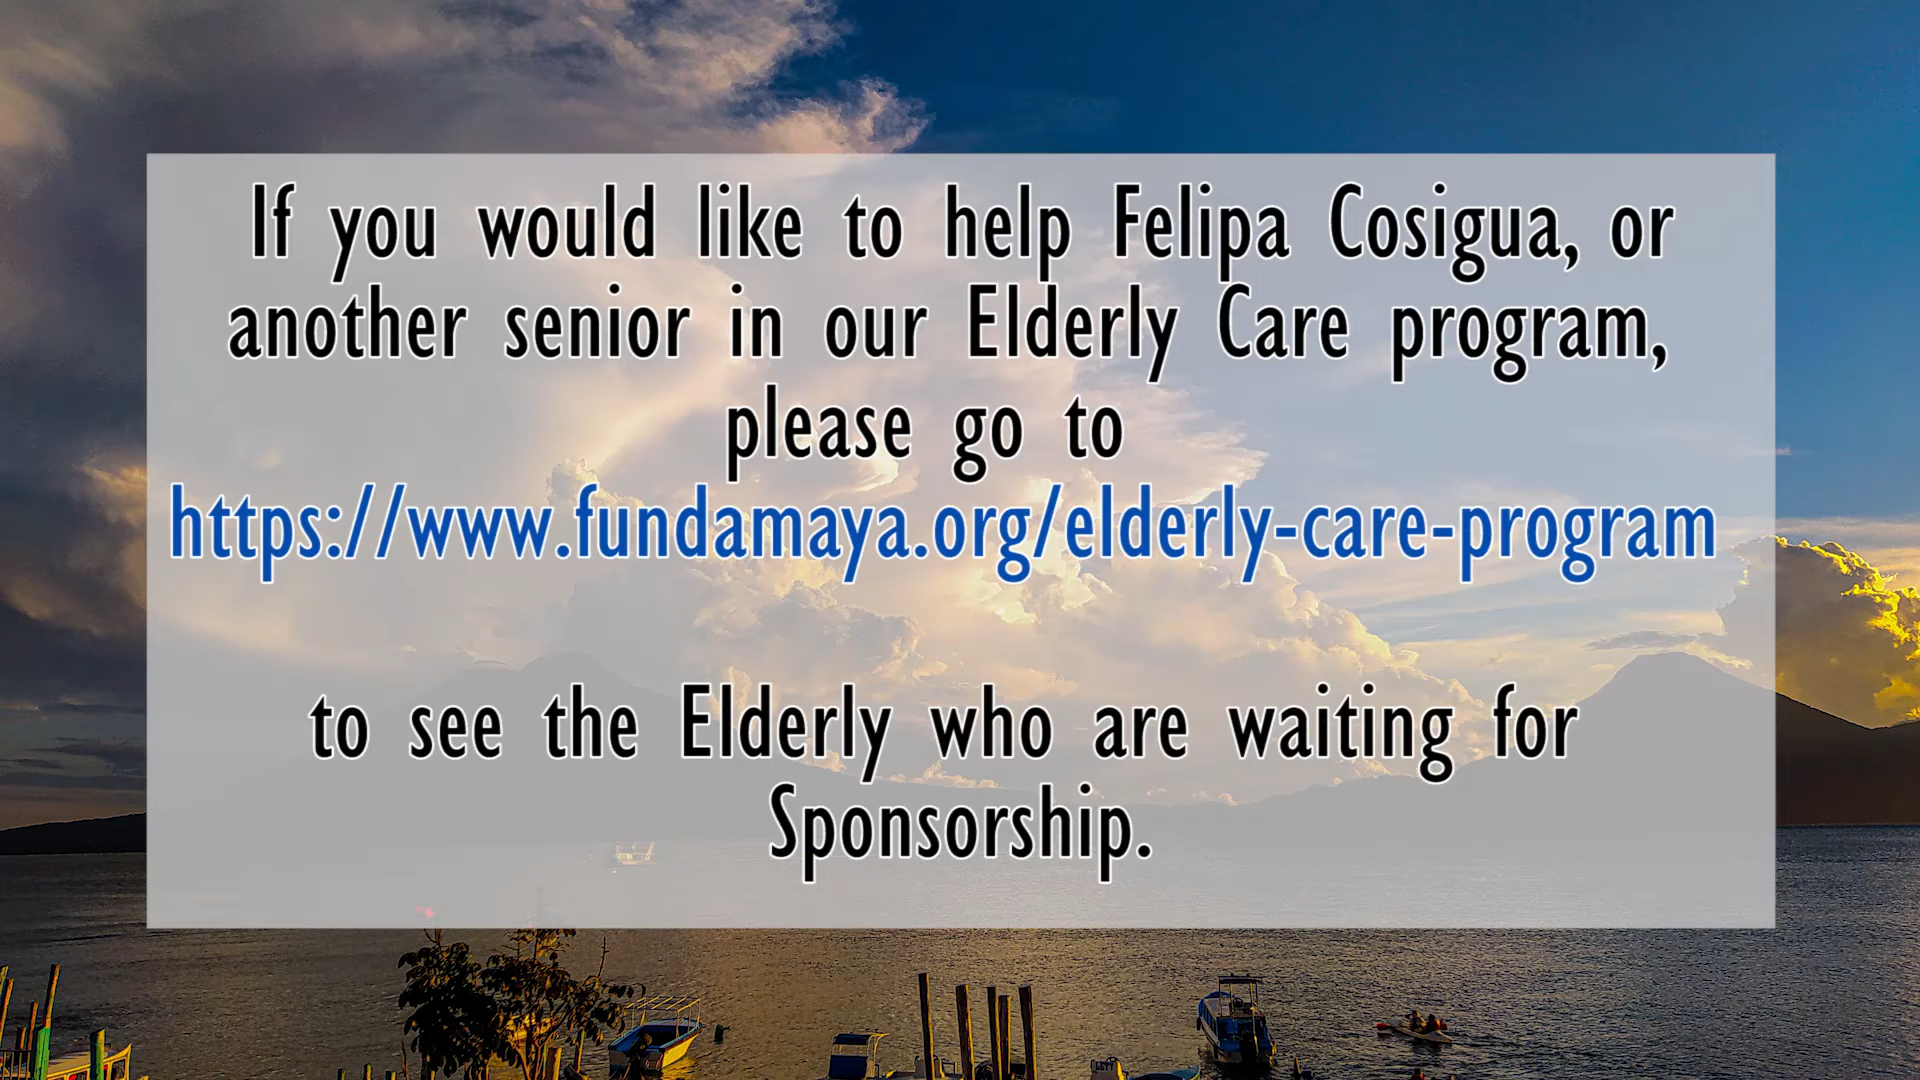 If you would like to help Felipa Cosigua, or
another senior in our Elderly Care program,
please go to
https://www.fundamaya.org/elderly-care-program
to see the Elderly who are waiting for
Sponsorship.